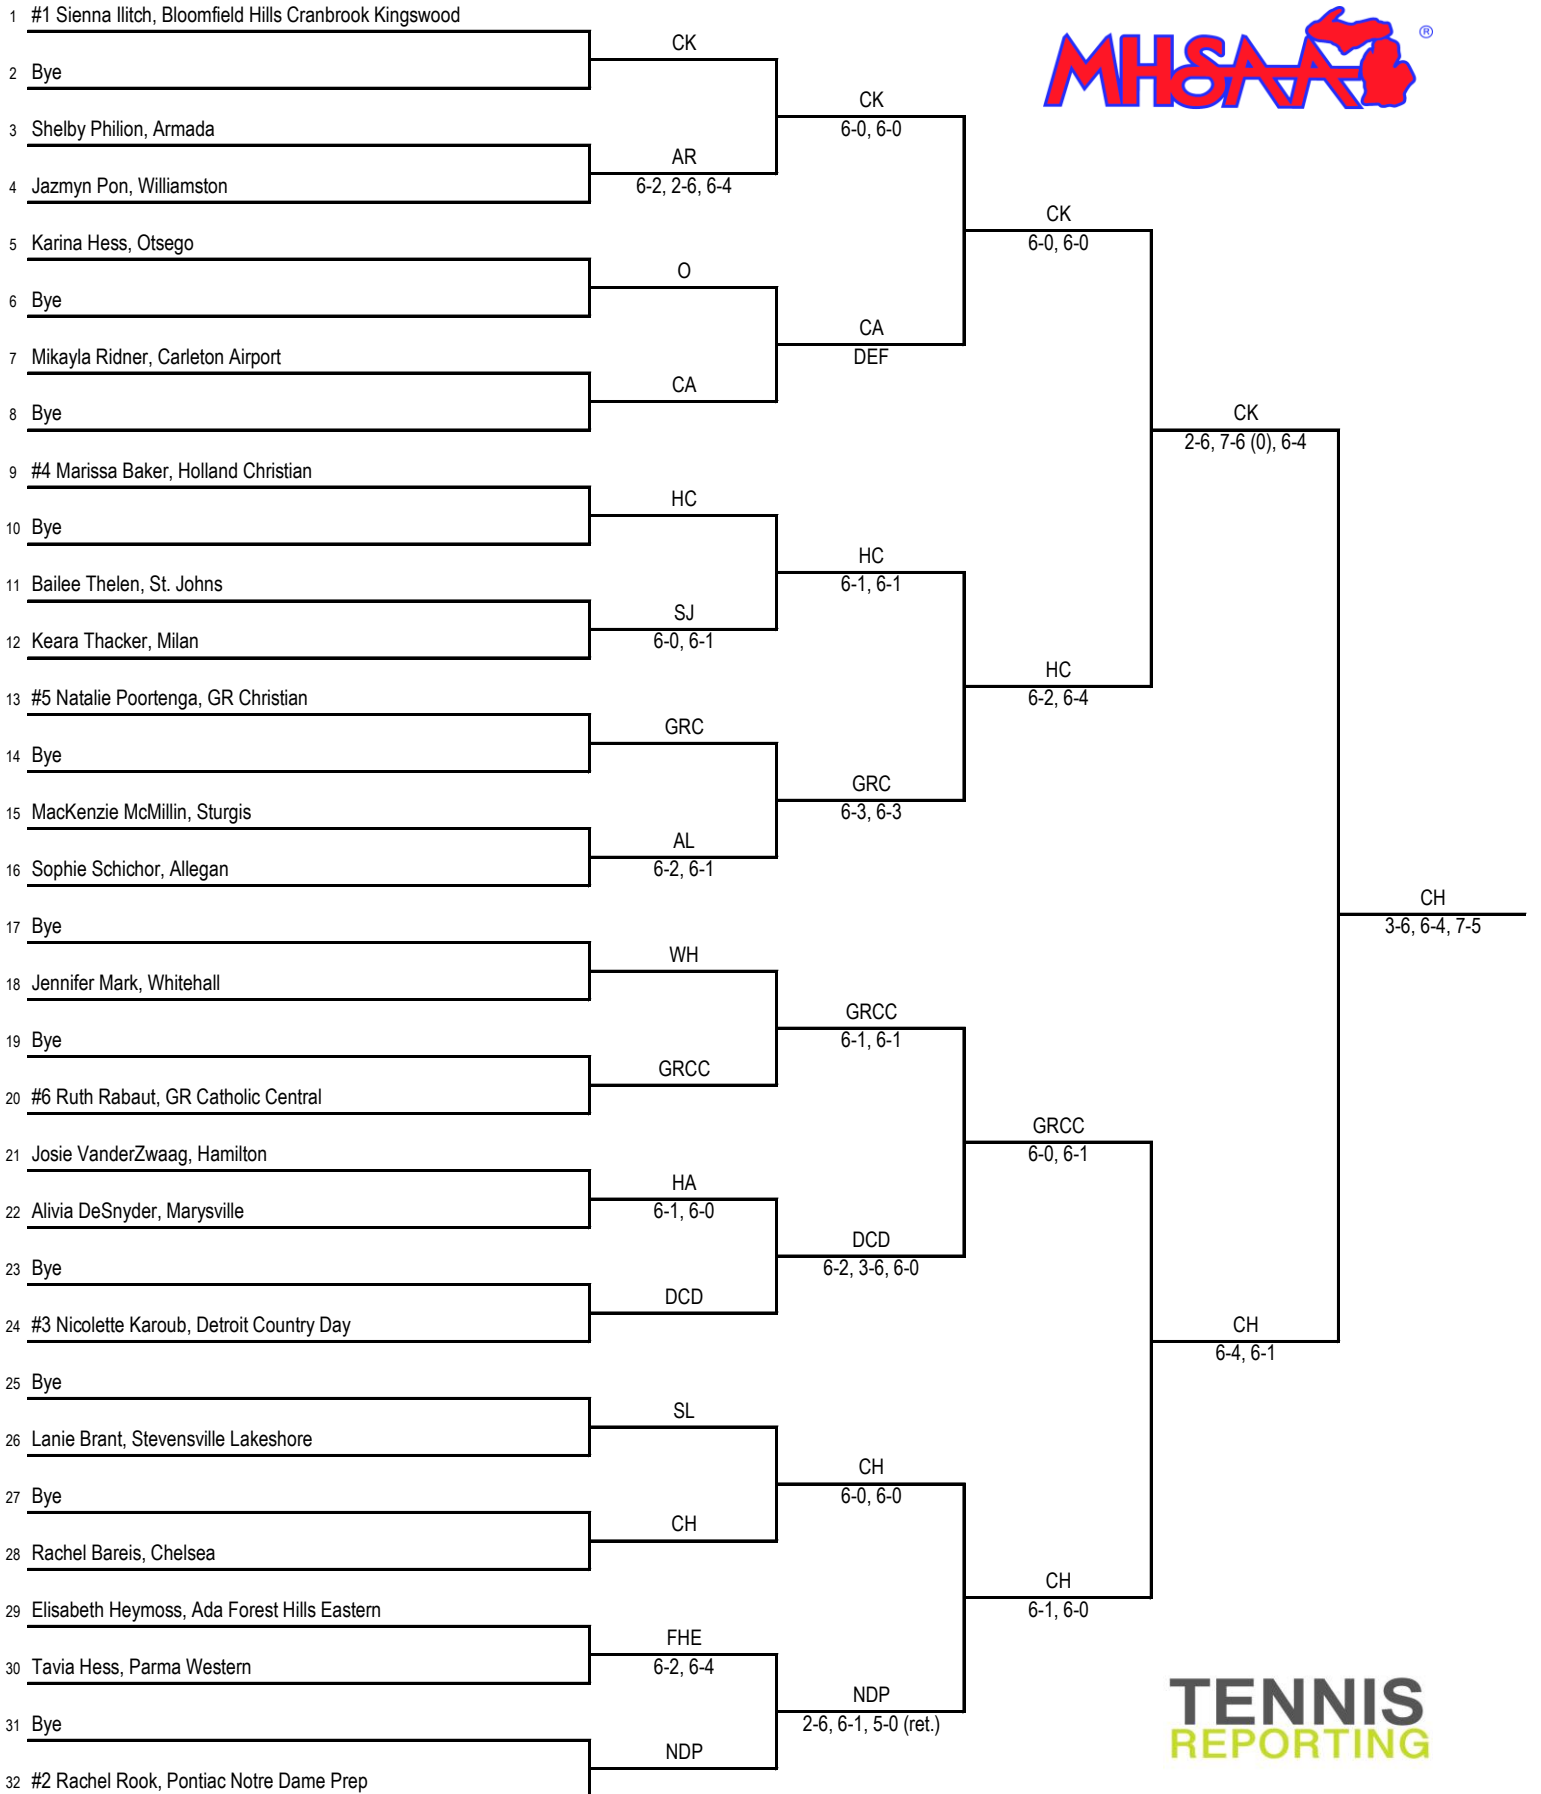 1 #1 Sienna Ilitch, Bloomfield Hills Cranbrook Kingswood
CK
MHSAA ®
2 Bye
CK
3 Shelby Philion, Armada
6-0, 6-0
AR
4 Jazmyn Pon, Williamston
6-2, 2-6, 6-4
CK
5 Karina Hess, Otsego
6-0, 6-0
O
6 Bye
CA
7 Mikayla Ridner, Carleton Airport
DEF
CA
8 Bye
CK
2-6, 7-6 (0), 6-4
9 #4 Marissa Baker, Holland Christian
HC
10 Bye
HC
11 Bailee Thelen, St. Johns
6-1, 6-1
SJ
12 Keara Thacker, Milan
6-0, 6-1
HC
13 #5 Natalie Poortenga, GR Christian
6-2, 6-4
GRC
14 Bye
GRC
15 MacKenzie McMillin, Sturgis
6-3, 6-3
AL
16 Sophie Schichor, Allegan
6-2, 6-1
CH
17 Bye
3-6, 6-4, 7-5
WH
18 Jennifer Mark, Whitehall
GRCC
19 Bye
6-1, 6-1
GRCC
20 #6 Ruth Rabaut, GR Catholic Central
GRCC
21 Josie VanderZwaag, Hamilton
6-0, 6-1
HA
22 Alivia DeSnyder, Marysville
6-1, 6-0
DCD
23 Bye
6-2, 3-6, 6-0
DCD
24 #3 Nicolette Karoub, Detroit Country Day
CH
6-4, 6-1
25 Bye
SL
26 Lanie Brant, Stevensville Lakeshore
CH
27 Bye
6-0, 6-0
CH
28 Rachel Bareis, Chelsea
CH
29 Elisabeth Heymoss, Ada Forest Hills Eastern
6-1, 6-0
FHE
30 Tavia Hess, Parma Western
6-2, 6-4
NDP
31 Bye
2-6, 6-1, 5-0 (ret.)
TENNIS
REPORTING
NDP
32 #2 Rachel Rook, Pontiac Notre Dame Prep